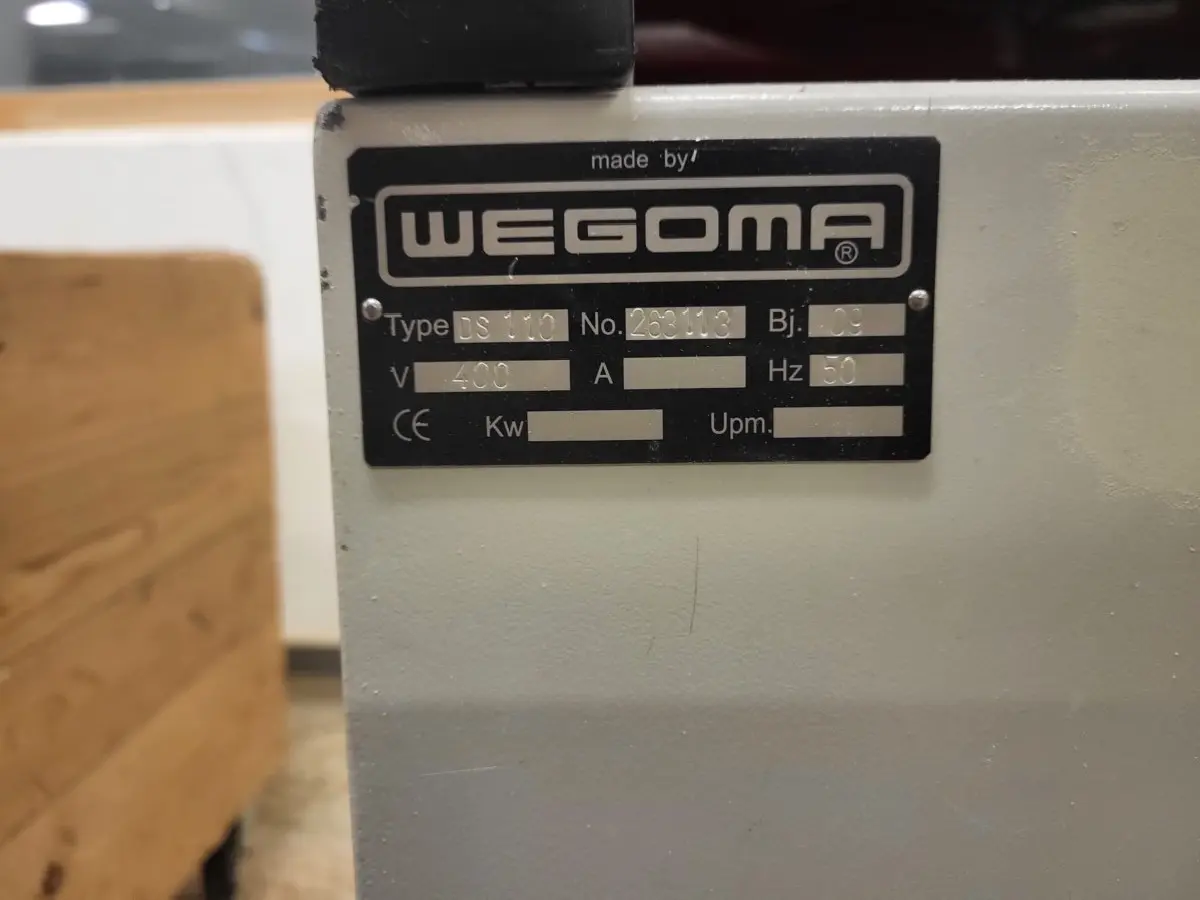 made by
WEGOMA ®
Type DS 110 No. 263113 Bj. 09
V 400 A Hz 50
CE Kw Upm.